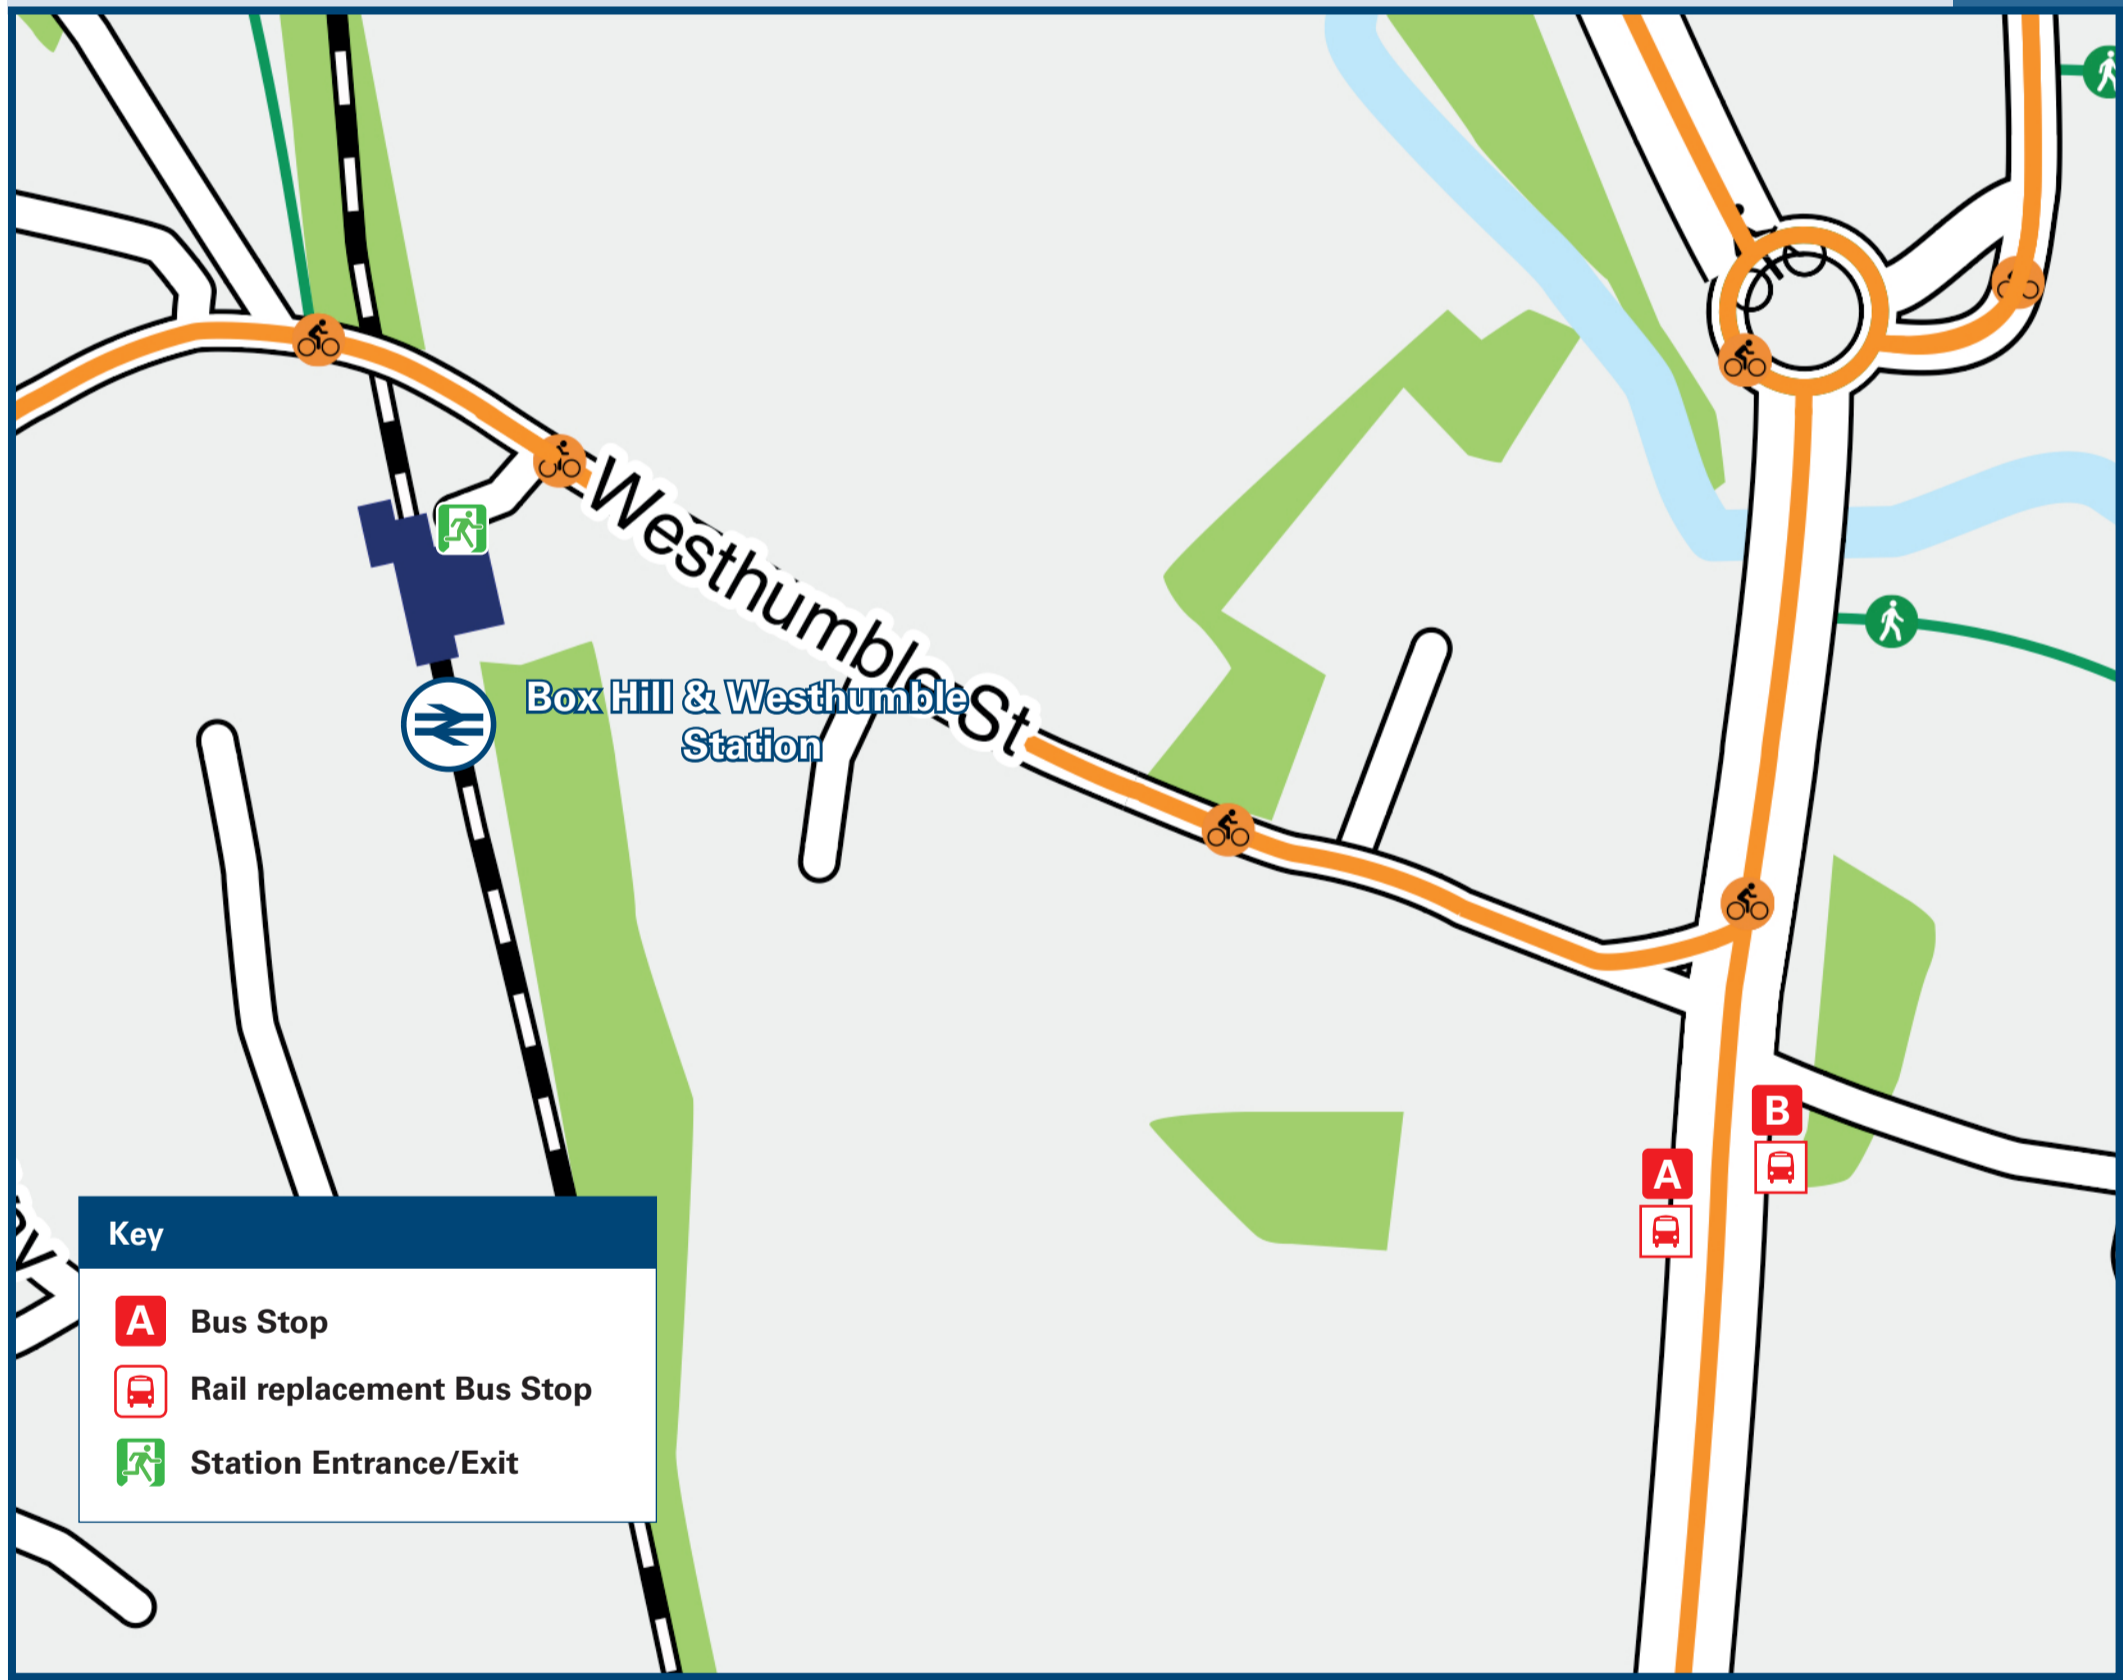 Westhumble St
Box Hill & Westhumble
Station
B
A
Key
A Bus Stop
Rail replacement Bus Stop
Station Entrance/Exit